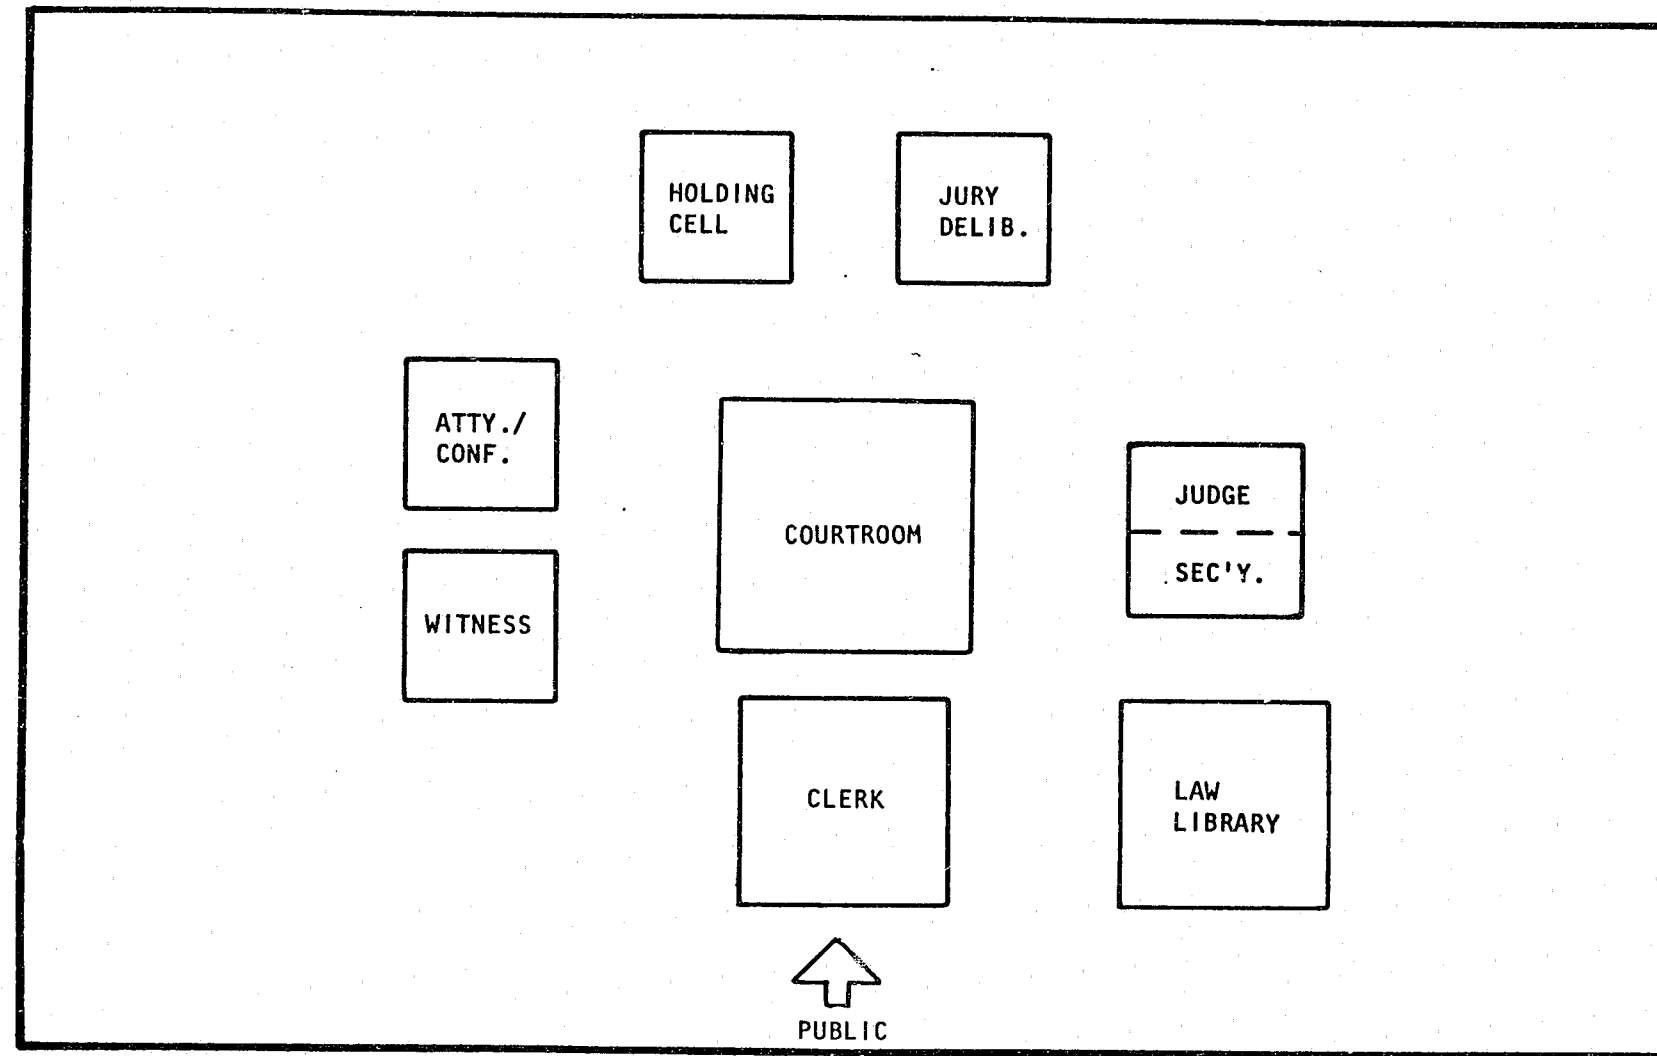 HOLDING
CELL
JURY
DELIB.
ATTY./
CONF.
COURTROOM
JUDGE
SEC'Y.
WITNESS
CLERK
LAW
LIBRARY
PUBLIC